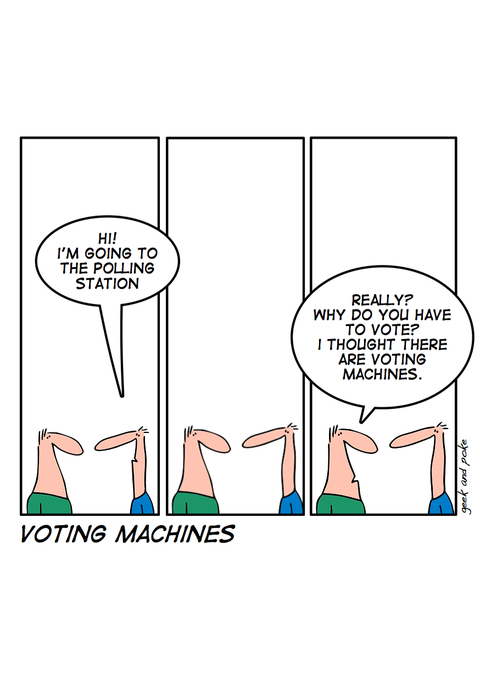 HI!
I'M GOING TO
THE POLLING
STATION
REALLY?
WHY DO YOU HAVE
TO VOTE?
I THOUGHT THERE
ARE VOTING
MACHINES.
geek and poke
VOTING MACHINES